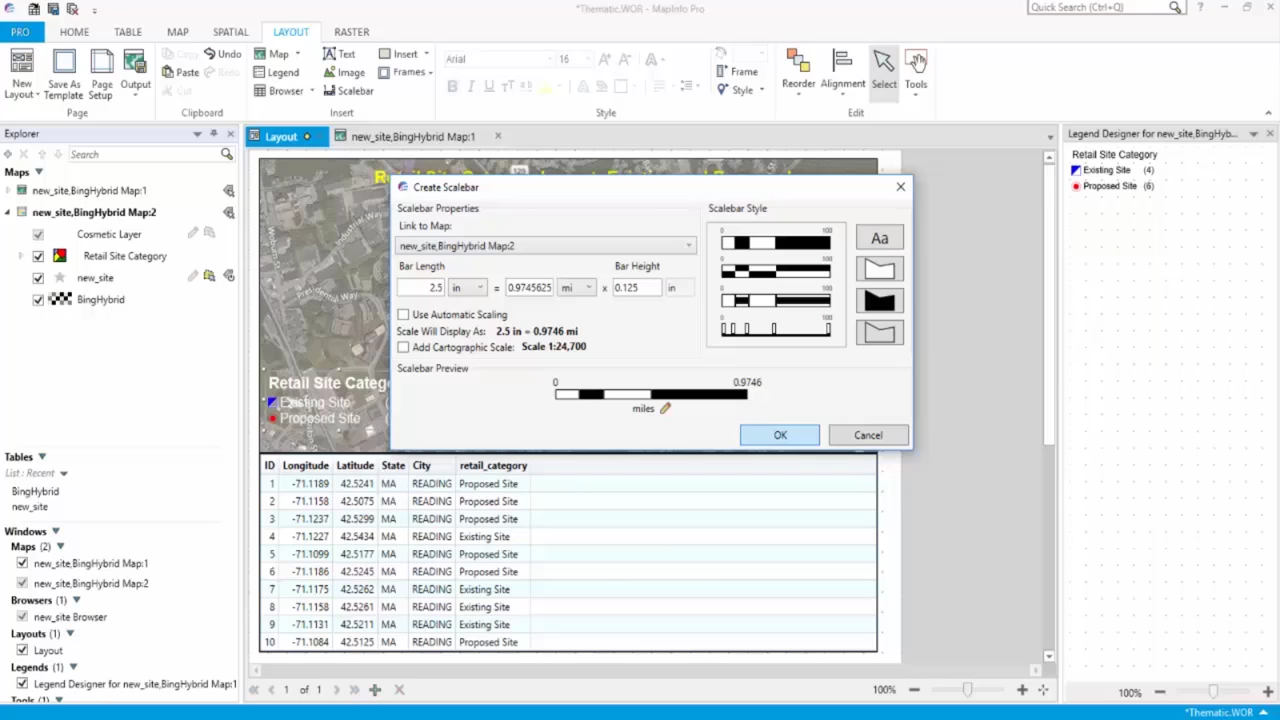 *Thematic.WOR - MapInfo Pro
Quick Search (Ctrl+Q)
PRO HOME TABLE MAP SPATIAL LAYOUT RASTER
New Layout
Save As Template
Page Setup
Output
Copy
Paste
Cut
Undo
Redo
Map
Legend
Browser
Text
Image
Scalebar
Insert
Frames
Arial 16
B I U
Frame
Style
Reorder
Alignment
Select
Tools
Page Clipboard Insert Style Edit
Explorer
Search
Maps
new_site,BingHybrid Map:1
new_site,BingHybrid Map:2
Cosmetic Layer
Retail Site Category
new_site
BingHybrid
Tables
List : Recent
BingHybrid
new_site
Windows
Maps (2)
new_site,BingHybrid Map:1
new_site,BingHybrid Map:2
Browsers (1)
new_site Browser
Layouts (1)
Layout
Legends (1)
Legend Designer for new_site,BingHybrid Map:1
Tools (1)
Layout
new_site,BingHybrid Map:1
Industrial Way
Presidential Way
Retail Site Categ
Existing Site
Proposed Site
Create Scalebar
Scalebar Properties
Link to Map:
new_site,BingHybrid Map:2
Bar Length Bar Height
2.5 in = 0.9745625 mi x 0.125 in
Use Automatic Scaling
Scale Will Display As: 2.5 in = 0.9746 mi
Add Cartographic Scale: Scale 1:24,700
Scalebar Style
0 100
0 100
0 100
0 100
Aa
Scalebar Preview
0 0.9746
miles
OK Cancel
ID Longitude Latitude State City retail_category
1 -71.1189 42.5241 MA READING Proposed Site
2 -71.1158 42.5075 MA READING Proposed Site
3 -71.1237 42.5299 MA READING Proposed Site
4 -71.1227 42.5434 MA READING Existing Site
5 -71.1099 42.5177 MA READING Proposed Site
6 -71.1186 42.5245 MA READING Proposed Site
7 -71.1175 42.5262 MA READING Existing Site
8 -71.1158 42.5261 MA READING Existing Site
9 -71.1131 42.5211 MA READING Existing Site
10 -71.1084 42.5125 MA READING Proposed Site
1 of 1
100%
Legend Designer for new_site,BingHyb...
Retail Site Category
Existing Site (4)
Proposed Site (6)
100%
*Thematic.WOR